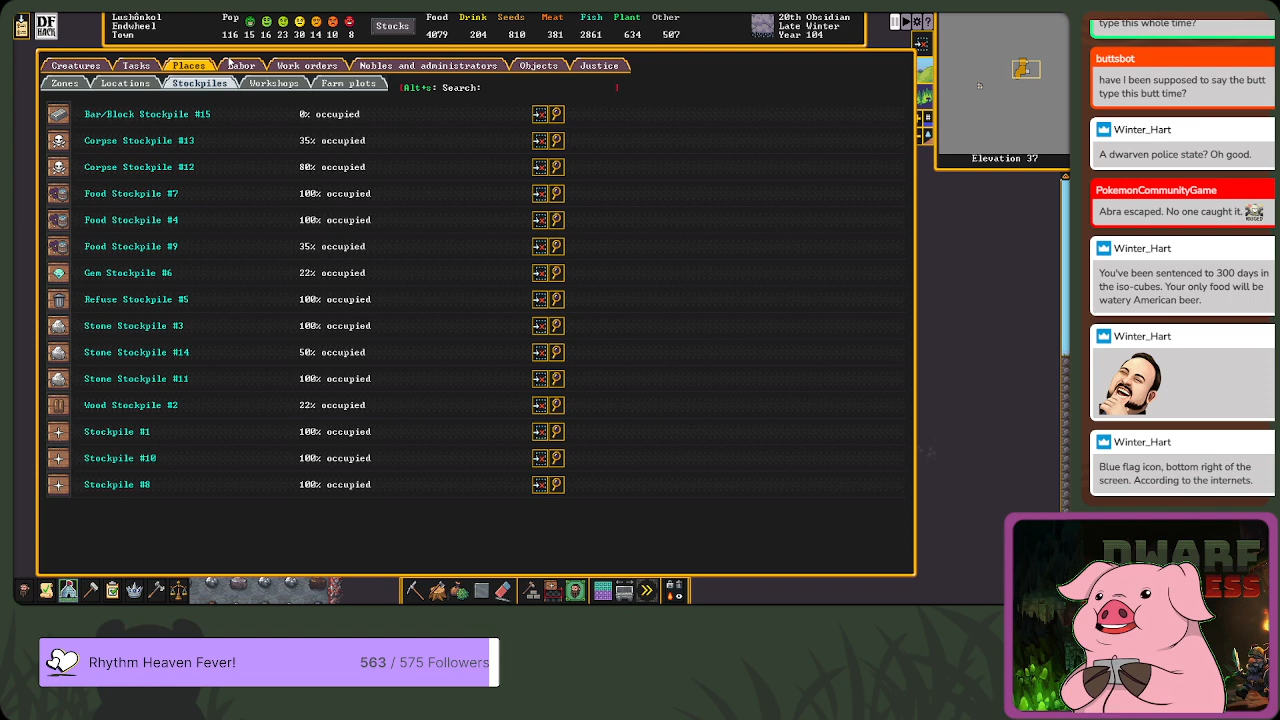 DF
HACK
Lushônkol
Endwheel
Town
Pop
116 15 16 23 30 14 10 8
Stocks
Food Drink Seeds Meat Fish Plant Other
4079 204 810 381 2861 634 507
20th Obsidian
Late Winter
Year 104
Creatures Tasks Places Labor Work orders Nobles and administrators Objects Justice
Zones Locations Stockpiles Workshops Farm plots
Alt+s: Search:
Bar/Block Stockpile #15 0% occupied
Corpse Stockpile #13 35% occupied
Corpse Stockpile #12 80% occupied
Food Stockpile #7 100% occupied
Food Stockpile #4 100% occupied
Food Stockpile #9 35% occupied
Gem Stockpile #6 22% occupied
Refuse Stockpile #5 100% occupied
Stone Stockpile #3 100% occupied
Stone Stockpile #14 50% occupied
Stone Stockpile #11 100% occupied
Wood Stockpile #2 22% occupied
Stockpile #1 100% occupied
Stockpile #10 100% occupied
Stockpile #8 100% occupied
Elevation 37
type this whole time?
buttsbot
have I been supposed to say the butt
type this butt time?
Winter_Hart
A dwarven police state? Oh good.
PokemonCommunityGame
Abra escaped. No one caught it.
Winter_Hart
You've been sentenced to 300 days in
the iso-cubes. Your only food will be
watery American beer.
Winter_Hart
Winter_Hart
Blue flag icon, bottom right of the
screen. According to the internets.
Rhythm Heaven Fever! 563 / 575 Followers
DWARF
ESS